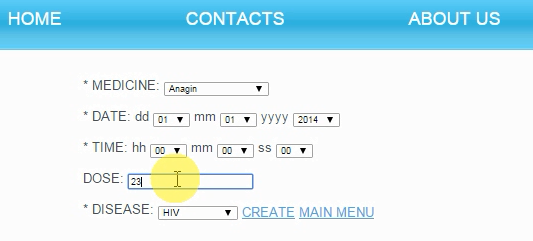 HOME CONTACTS ABOUT US
* MEDICINE: Anagin
* DATE: dd 01 mm 01 yyyy 2014
* TIME: hh 00 mm 00 ss 00
DOSE: 23
* DISEASE: HIV CREATE MAIN MENU